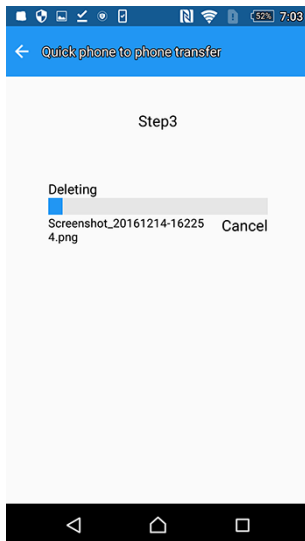 52% 7:03
Quick phone to phone transfer
Step3
Deleting
Screenshot_20161214-16225
4.png
Cancel